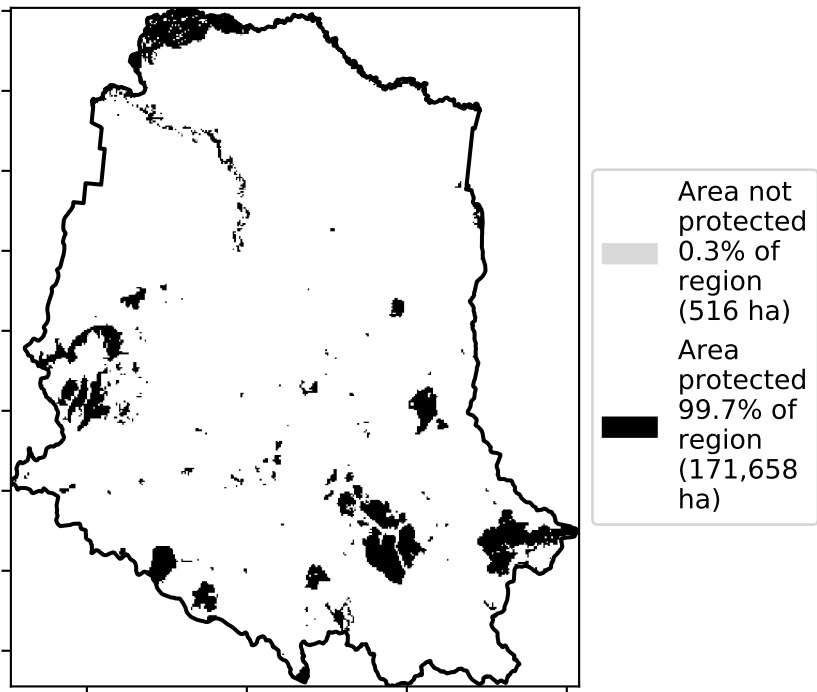 Area not
protected
0.3% of
region
(516 ha)
Area
protected
99.7% of
region
(171,658
ha)